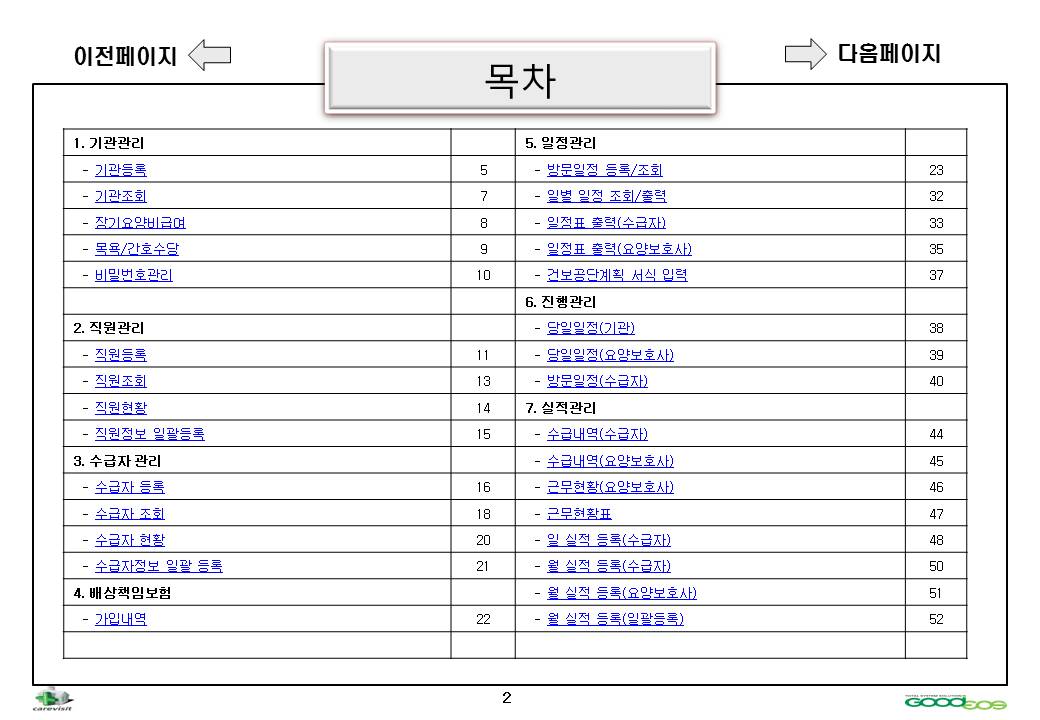 이전페이지
목차
다음페이지
1. 기관관리
- 기관등록 5
- 기관조회 7
- 장기요양비급여 8
- 목욕/간호수당 9
- 비밀번호관리 10
2. 직원관리
- 직원등록 11
- 직원조회 13
- 직원현황 14
- 직원정보 일괄등록 15
3. 수급자 관리
- 수급자 등록 16
- 수급자 조회 18
- 수급자 현황 20
- 수급자정보 일괄 등록 21
4. 배상책임보험
- 가입내역 22
5. 일정관리
- 방문일정 등록/조회 23
- 일별 일정 조회/출력 32
- 일정표 출력(수급자) 33
- 일정표 출력(요양보호사) 35
- 건보공단계획 서식 입력 37
6. 진행관리
- 당일일정(기관) 38
- 당일일정(요양보호사) 39
- 방문일정(수급자) 40
7. 실적관리
- 수급내역(수급자) 44
- 수급내역(요양보호사) 45
- 근무현황(요양보호사) 46
- 근무현황표 47
- 일 실적 등록(수급자) 48
- 월 실적 등록(수급자) 50
- 월 실적 등록(요양보호사) 51
- 월 실적 등록(일괄등록) 52
carevisit
2
TOTAL SYSTEM SOLUTION
GOODEOS